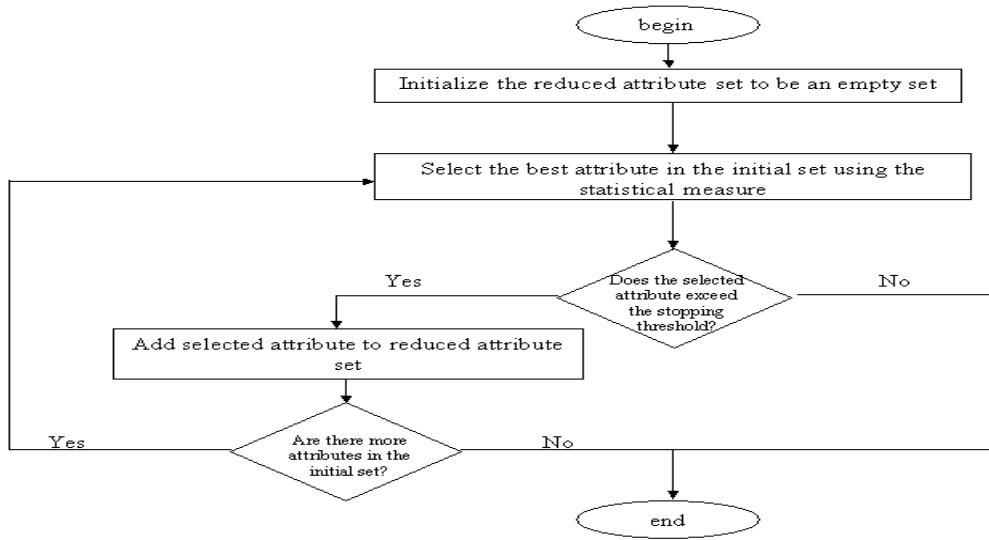 begin
Initialize the reduced attribute set to be an empty set
Select the best attribute in the initial set using the
statistical measure
Does the selected
attribute exceed
the stopping
threshold?
Yes
No
Add selected attribute to reduced attribute
set
Are there more
attributes in the
initial set?
Yes
No
end